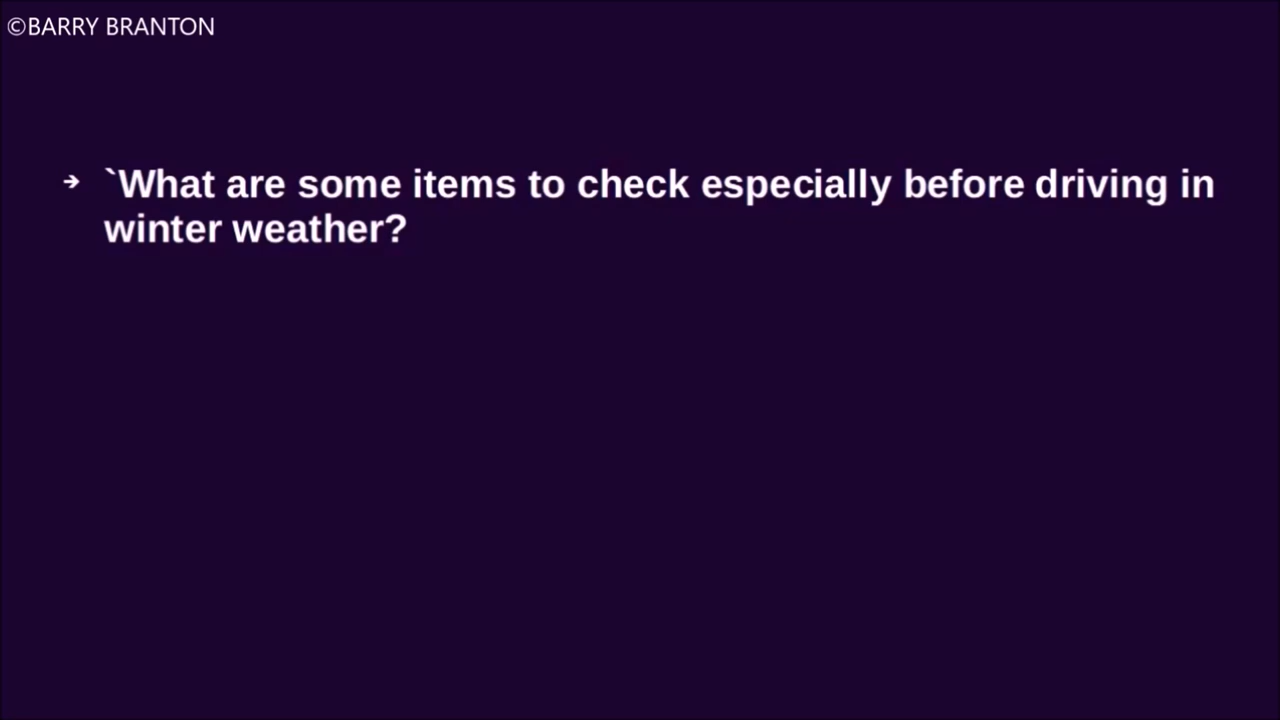 ©BARRY BRANTON
➔ `What are some items to check especially before driving in
winter weather?